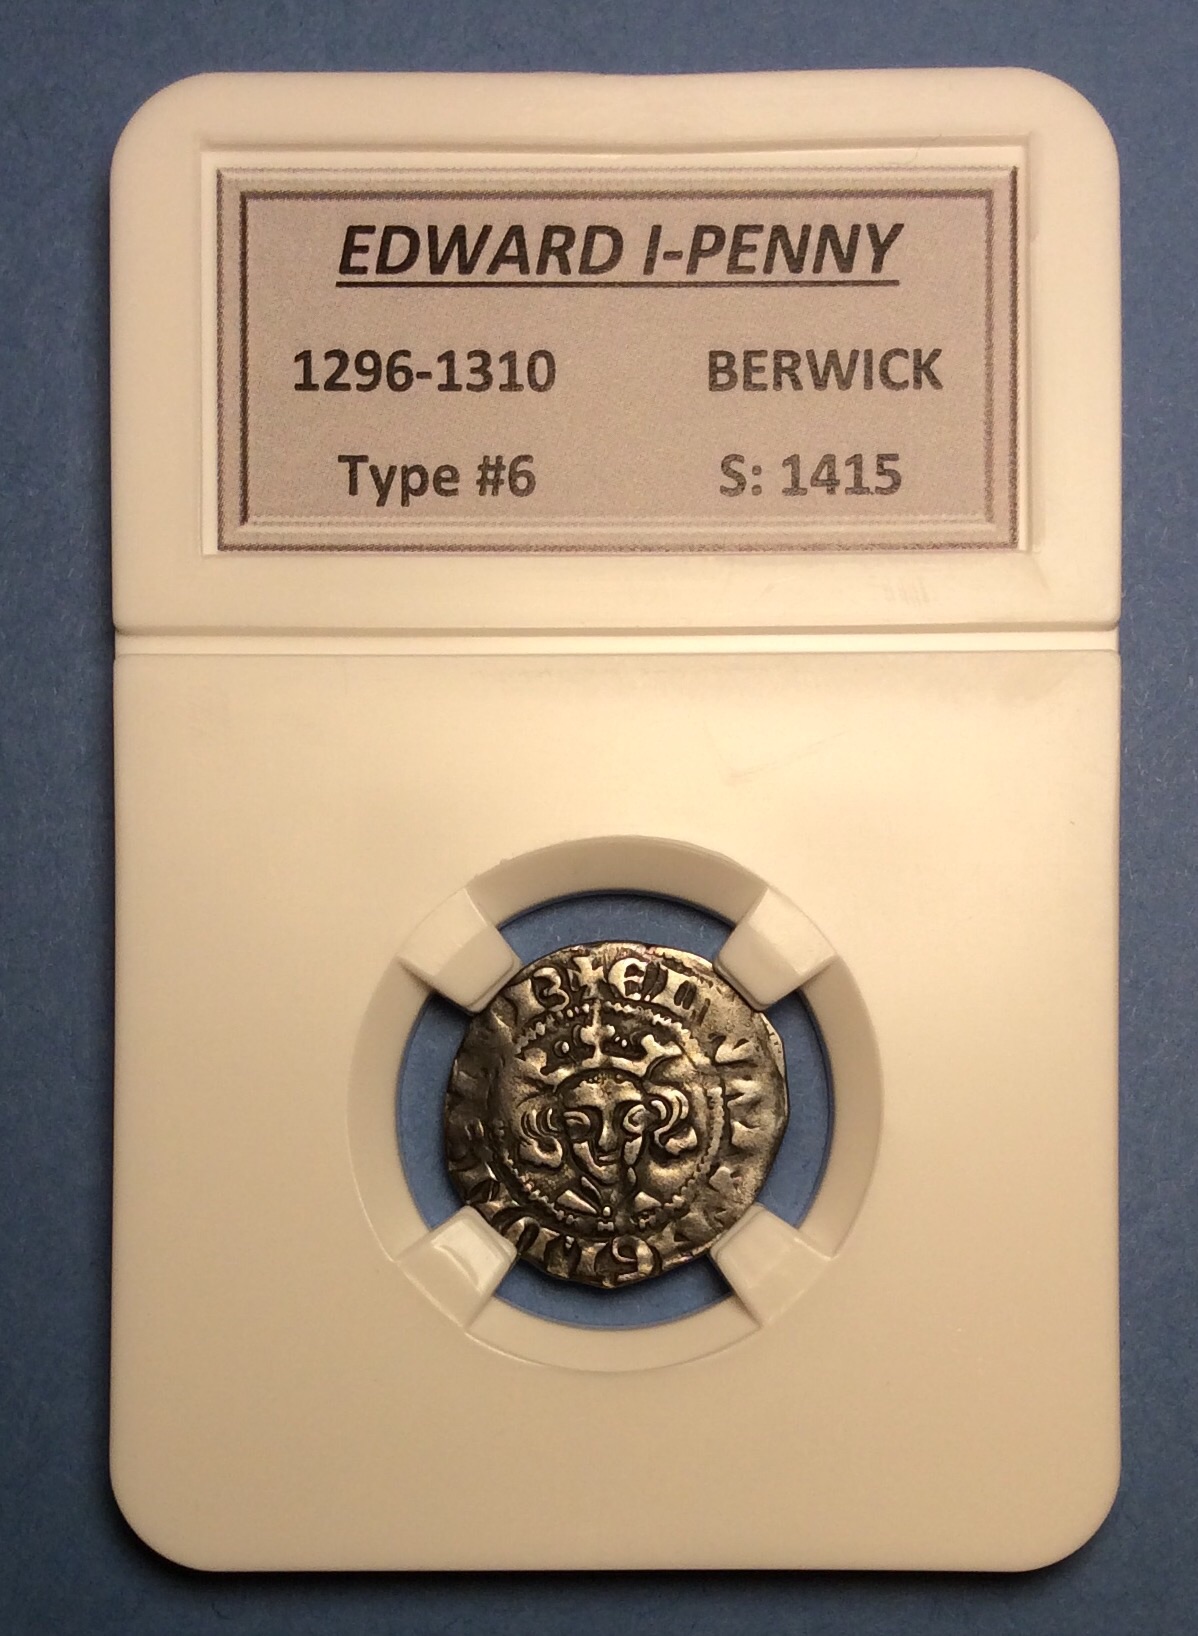 EDWARD I-PENNY
1296-1310 BERWICK
Type #6 S: 1415